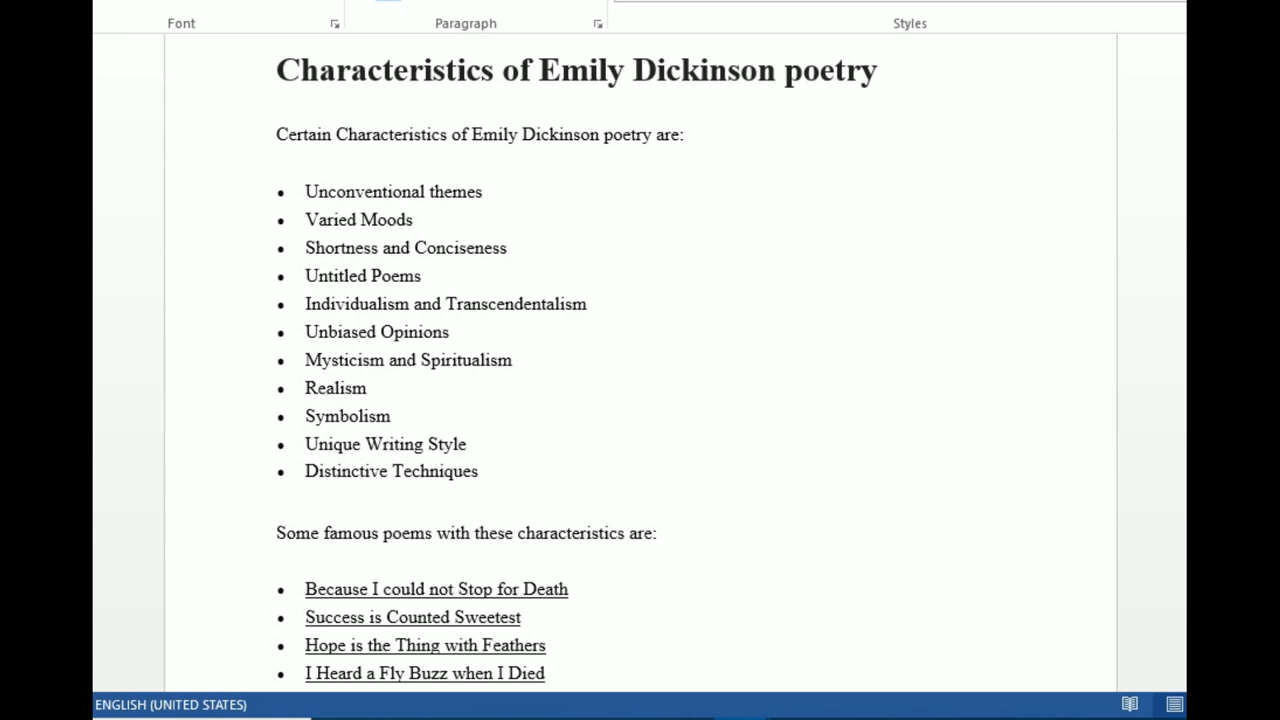 Font Paragraph Styles
Characteristics of Emily Dickinson poetry
Certain Characteristics of Emily Dickinson poetry are:
• Unconventional themes
• Varied Moods
• Shortness and Conciseness
• Untitled Poems
• Individualism and Transcendentalism
• Unbiased Opinions
• Mysticism and Spiritualism
• Realism
• Symbolism
• Unique Writing Style
• Distinctive Techniques
Some famous poems with these characteristics are:
• Because I could not Stop for Death
• Success is Counted Sweetest
• Hope is the Thing with Feathers
• I Heard a Fly Buzz when I Died
ENGLISH (UNITED STATES)